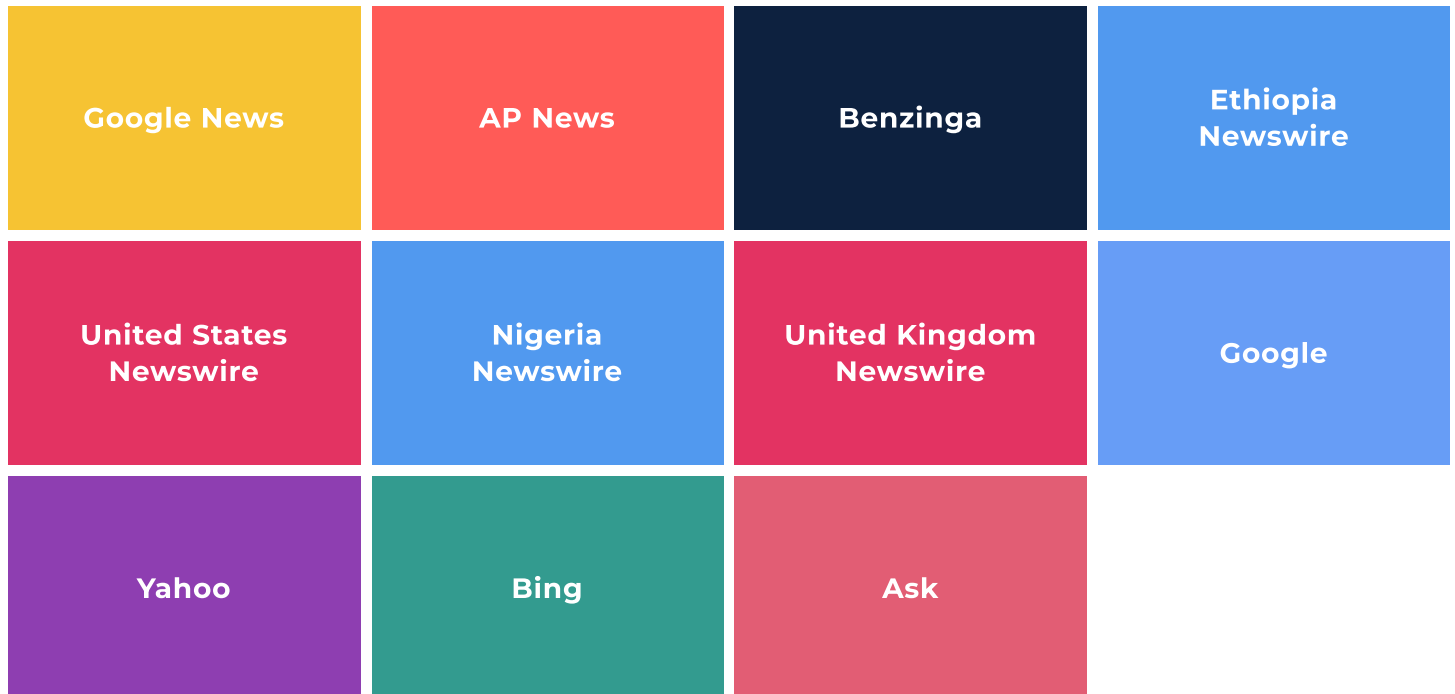 Google News
AP News
Benzinga
Ethiopia
Newswire
United States
Newswire
Nigeria
Newswire
United Kingdom
Newswire
Google
Yahoo
Bing
Ask